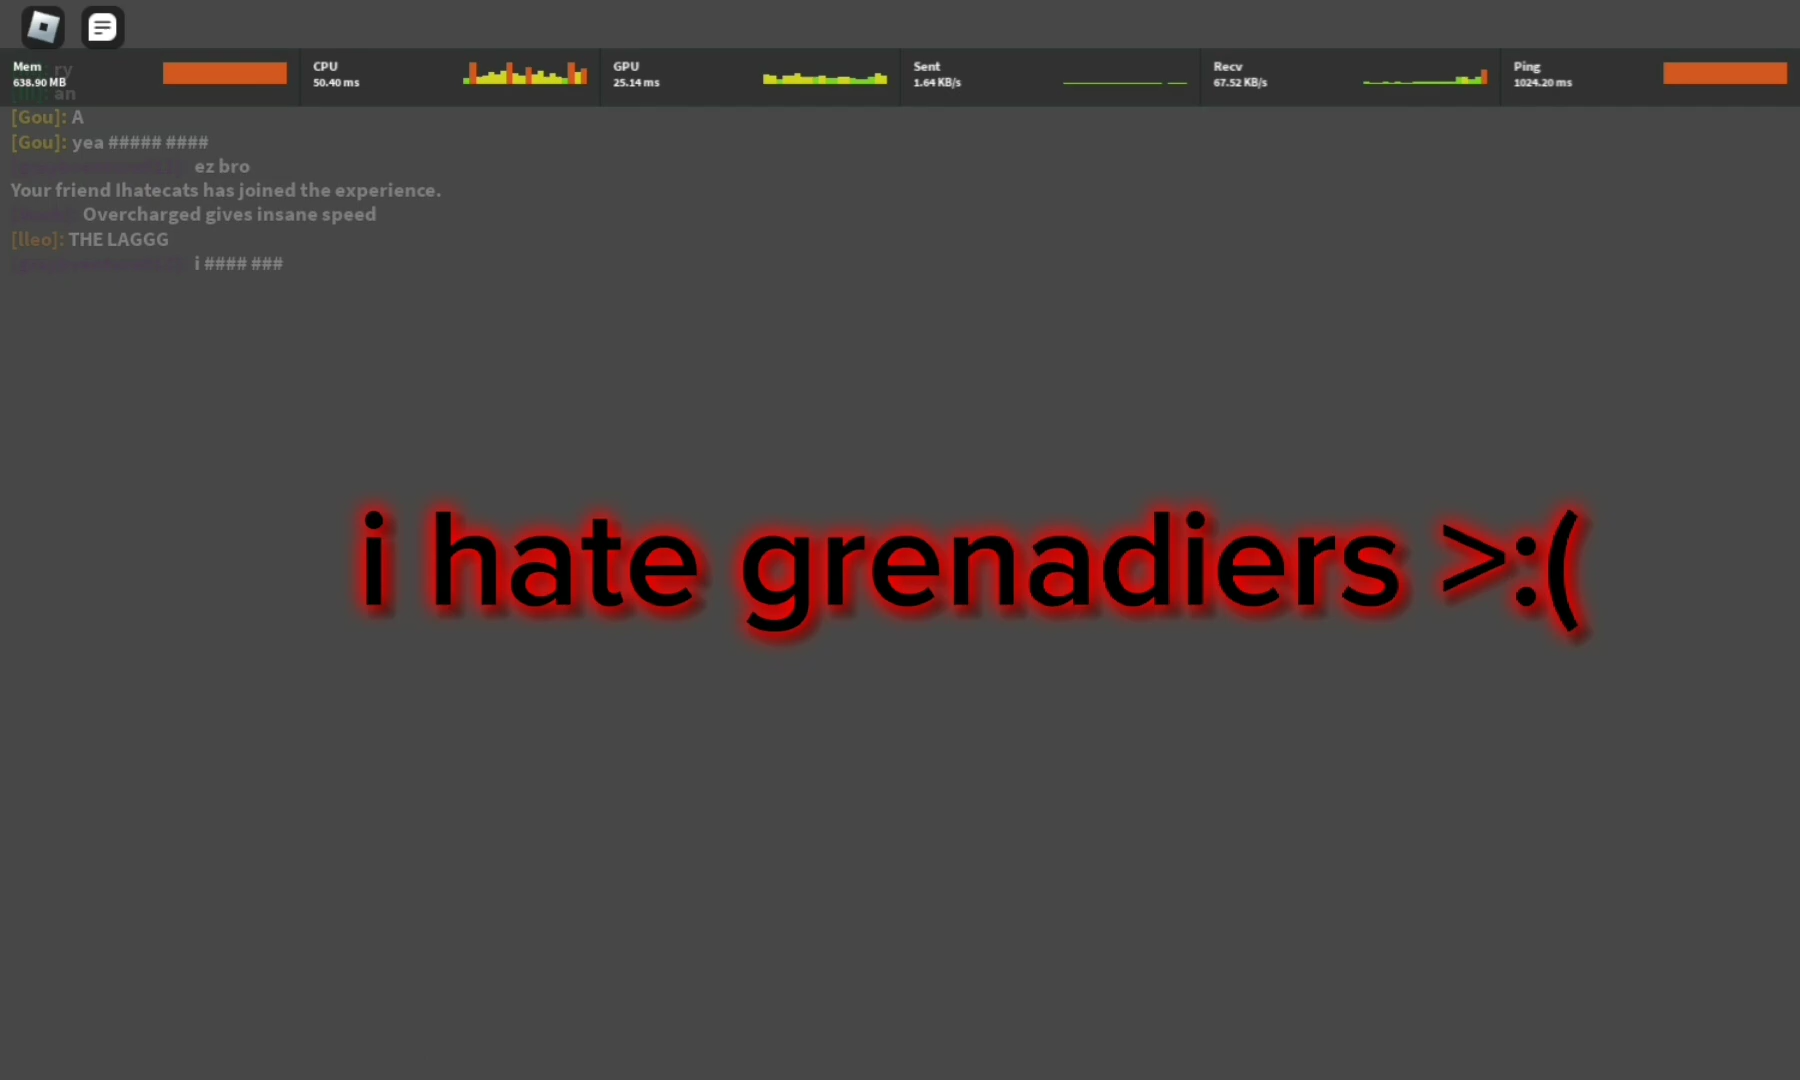 Mem
638.90 MB
CPU
50.40 ms
GPU
25.14 ms
Sent
1.64 KB/s
Recv
67.52 KB/s
Ping
1024.20 ms
ry
an
[Gou]: A
[Gou]: yea ##### ####
ez bro
Your friend Ihatecats has joined the experience.
Overcharged gives insane speed
[lleo]: THE LAGGG
i #### ###
i hate grenadiers >:(